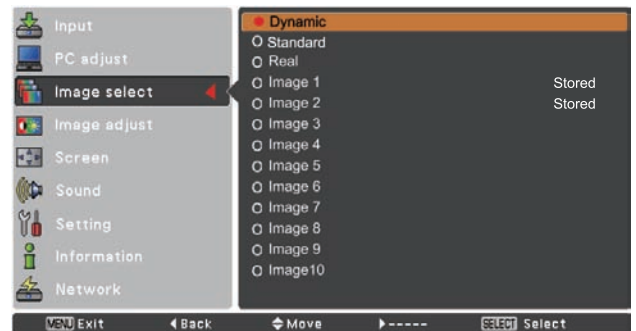 Input
PC adjust
Image select
Image adjust
Screen
Sound
Setting
Information
Network
Dynamic
Standard
Real
Image 1 Stored
Image 2 Stored
Image 3
Image 4
Image 5
Image 6
Image 7
Image 8
Image 9
Image10
MENU Exit Back Move ----- SELECT Select